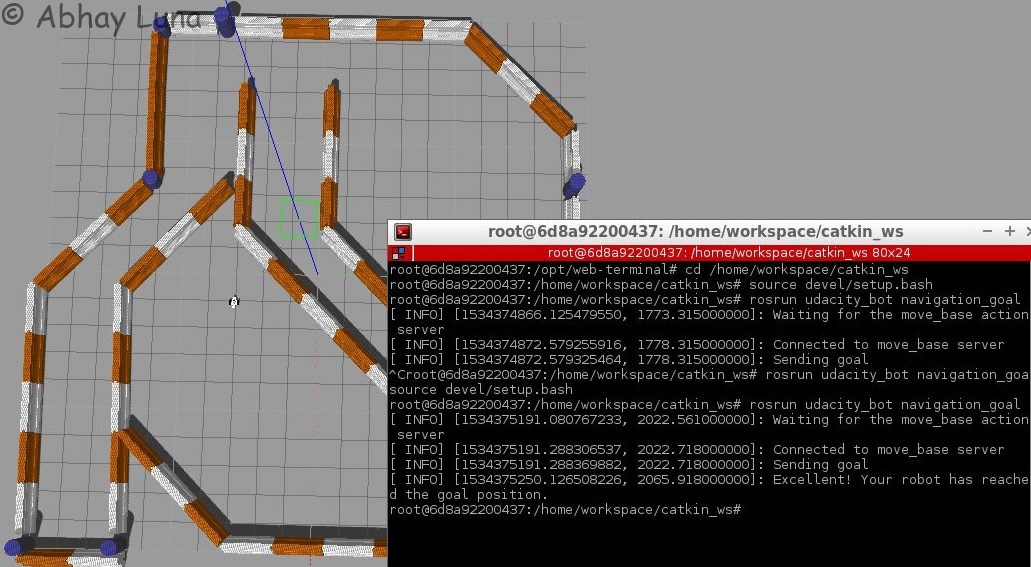 © Abhay Luna
root@6d8a92200437: /home/workspace/catkin_ws
root@6d8a92200437: /home/workspace/catkin_ws 80x24
root@6d8a92200437:/opt/web-terminal# cd /home/workspace/catkin_ws
root@6d8a92200437:/home/workspace/catkin_ws# source devel/setup.bash
root@6d8a92200437:/home/workspace/catkin_ws# rosrun udacity_bot navigation_goal
[ INFO] [1534374866.125479550, 1773.315000000]: Waiting for the move_base action
 server
[ INFO] [1534374872.579255916, 1778.315000000]: Connected to move_base server
[ INFO] [1534374872.579325464, 1778.315000000]: Sending goal
^Croot@6d8a92200437:/home/workspace/catkin_ws# rosrun udacity_bot navigation_goa
source devel/setup.bash
root@6d8a92200437:/home/workspace/catkin_ws# rosrun udacity_bot navigation_goal
[ INFO] [1534375191.080767233, 2022.561000000]: Waiting for the move_base action
 server
[ INFO] [1534375191.288306537, 2022.718000000]: Connected to move_base server
[ INFO] [1534375191.288369882, 2022.718000000]: Sending goal
[ INFO] [1534375250.126508226, 2065.918000000]: Excellent! Your robot has reache
d the goal position.
root@6d8a92200437:/home/workspace/catkin_ws#